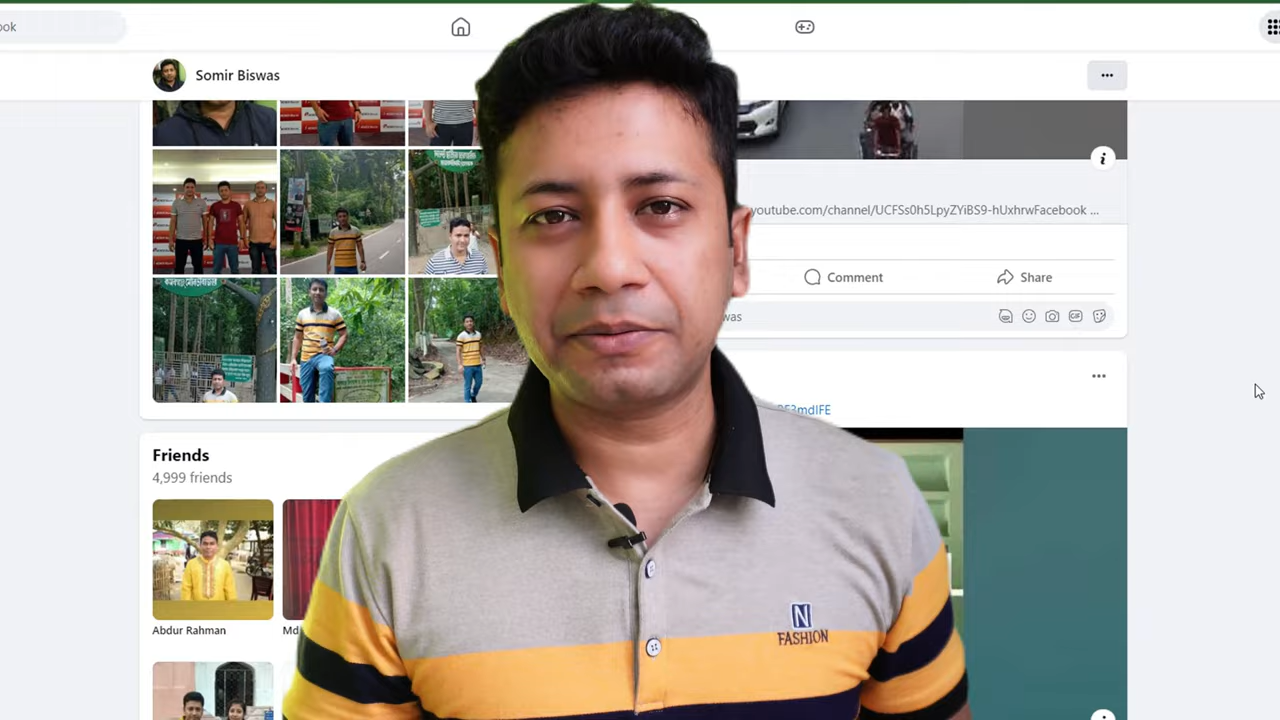 ook
Somir Biswas
youtube.com/channel/UCFSs0h5LpyZYiBS9-hUxhrwFacebook ...
Comment
Share
was
3mdIFE
Friends
4,999 friends
Abdur Rahman
Md
N
FASHION